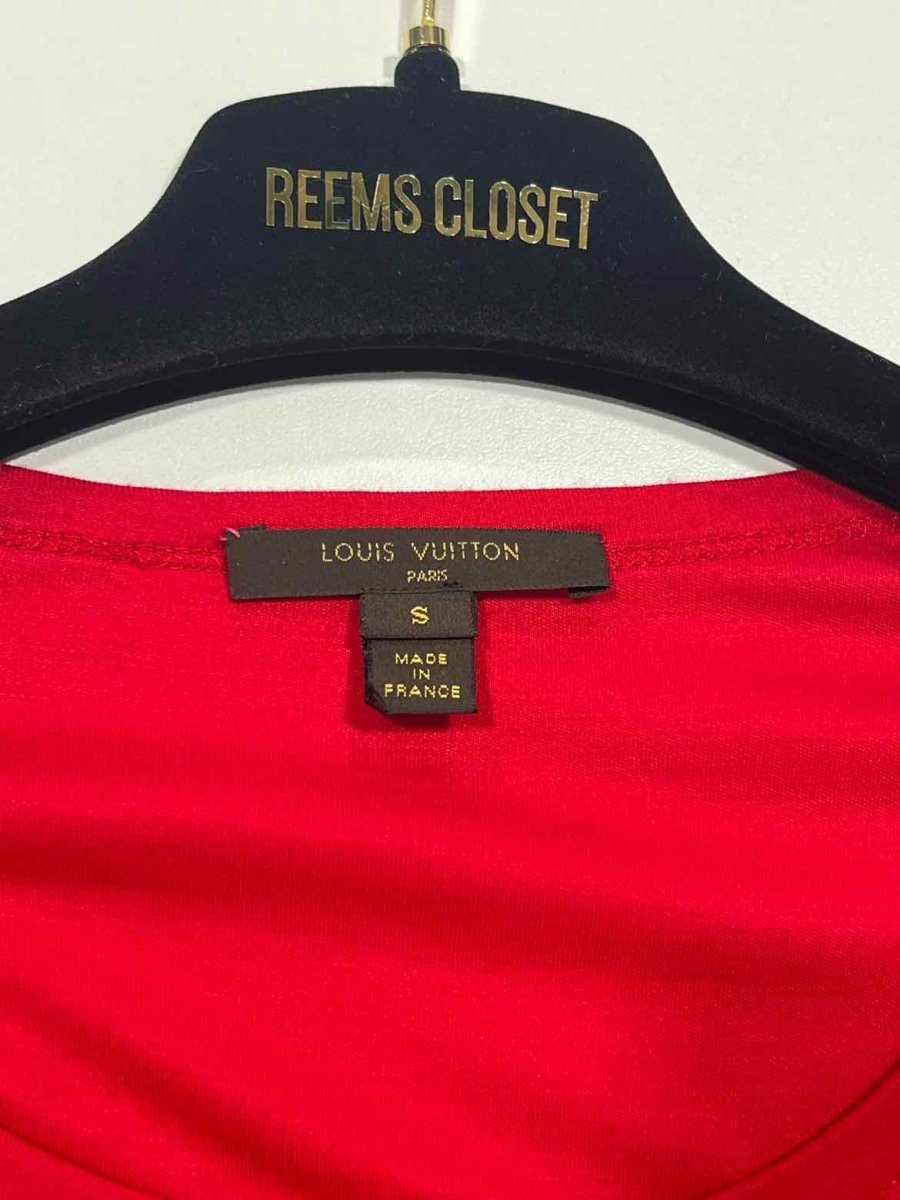 REEMS CLOSET
LOUIS VUITTON
PARIS
S
MADE
IN
FRANCE